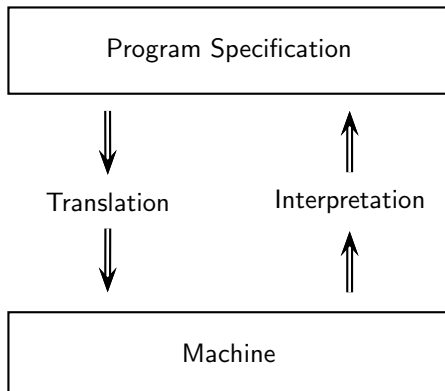 Program Specification
Translation
Interpretation
Machine